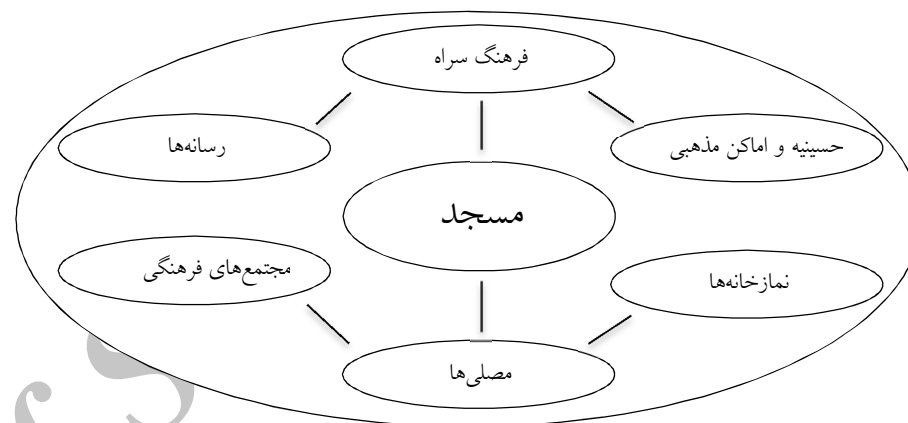 فرهنگ سراه
حسینیه و اماکن مذهبی
رسانه‌ها
مسجد
نمازخانه‌ها
مجتمع‌های فرهنگی
مصلی‌ها